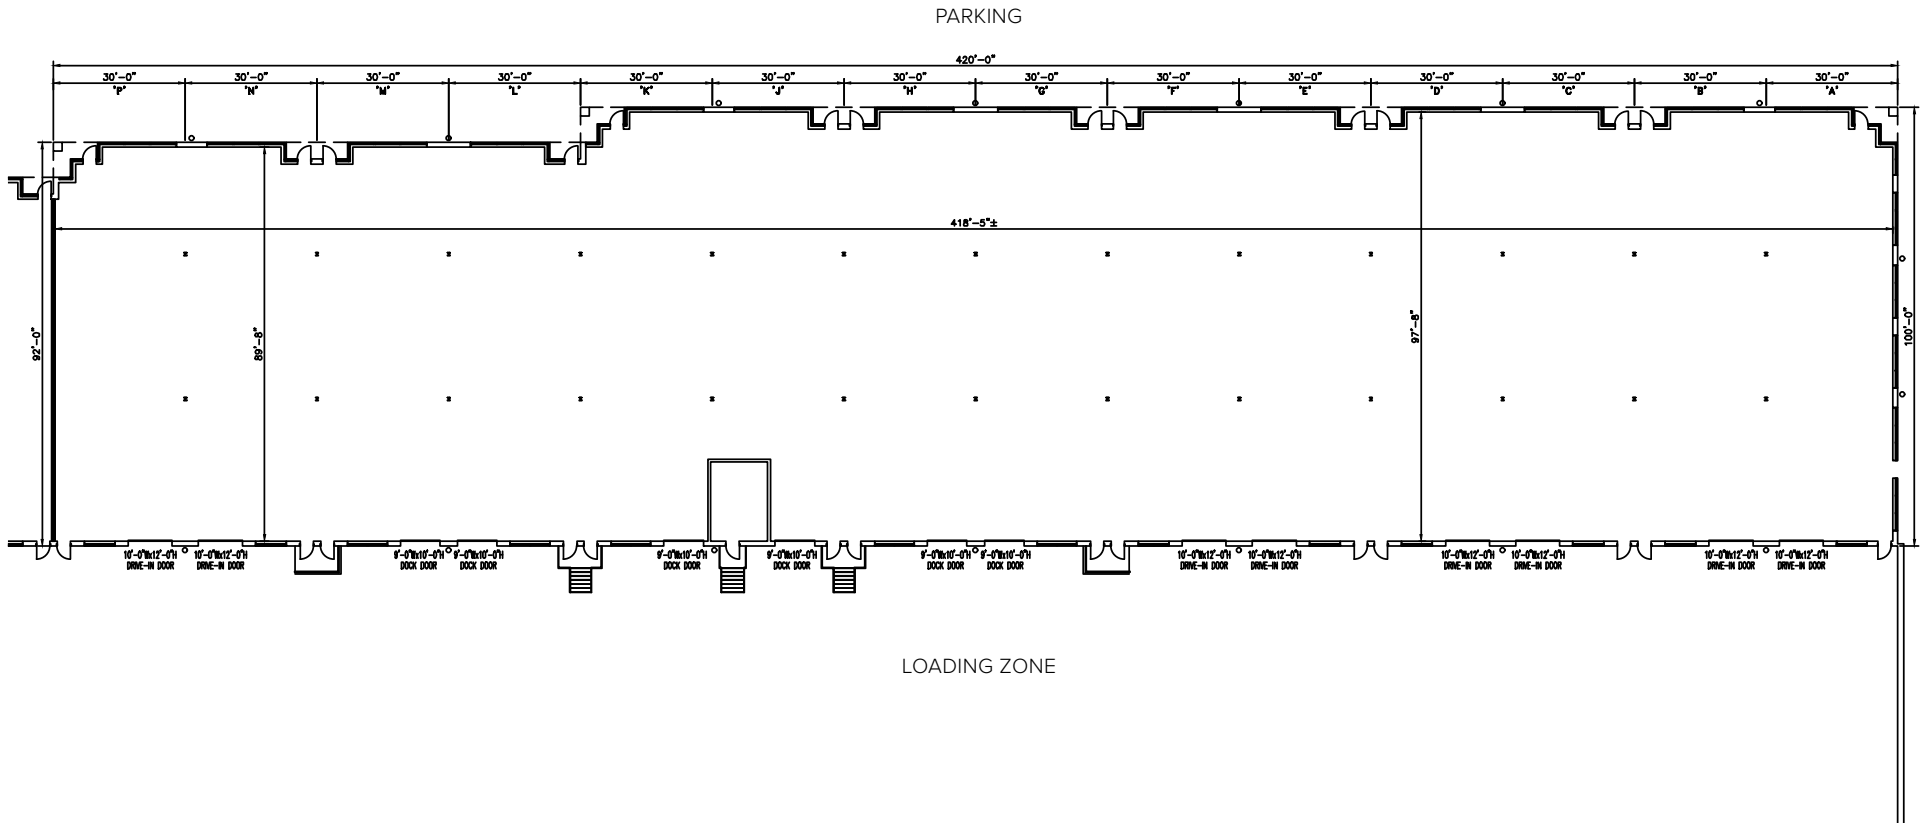 PARKING
420'-0"
30'-0" 30'-0" 30'-0" 30'-0" 30'-0" 30'-0" 30'-0" 30'-0" 30'-0" 30'-0" 30'-0" 30'-0" 30'-0" 30'-0"
'P' 'N' 'M' 'L' 'K' 'J' 'H' 'G' 'F' 'E' 'D' 'C' 'B' 'A'
418'-5"±
92'-0"
89'-8"
97'-8"
100'-0"
10'-0"Wx12'-0"H 10'-0"Wx12'-0"H 9'-0"Wx10'-0"H 9'-0"Wx10'-0"H 9'-0"Wx10'-0"H 9'-0"Wx10'-0"H 9'-0"Wx10'-0"H 9'-0"Wx10'-0"H 10'-0"Wx12'-0"H 10'-0"Wx12'-0"H 10'-0"Wx12'-0"H 10'-0"Wx12'-0"H 10'-0"Wx12'-0"H 10'-0"Wx12'-0"H
DRIVE-IN DOOR DRIVE-IN DOOR DOCK DOOR DOCK DOOR DOCK DOOR DOCK DOOR DOCK DOOR DOCK DOOR DRIVE-IN DOOR DRIVE-IN DOOR DRIVE-IN DOOR DRIVE-IN DOOR DRIVE-IN DOOR DRIVE-IN DOOR
LOADING ZONE